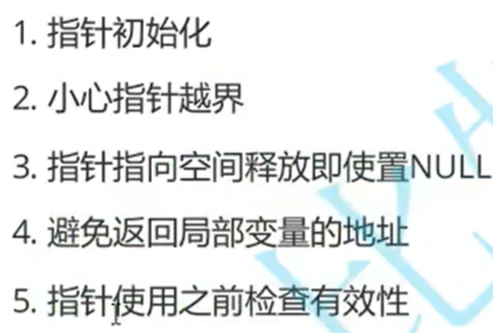 1. 指针初始化
2. 小心指针越界
3. 指针指向空间释放即使置NULL
4. 避免返回局部变量的地址
5. 指针使用之前检查有效性